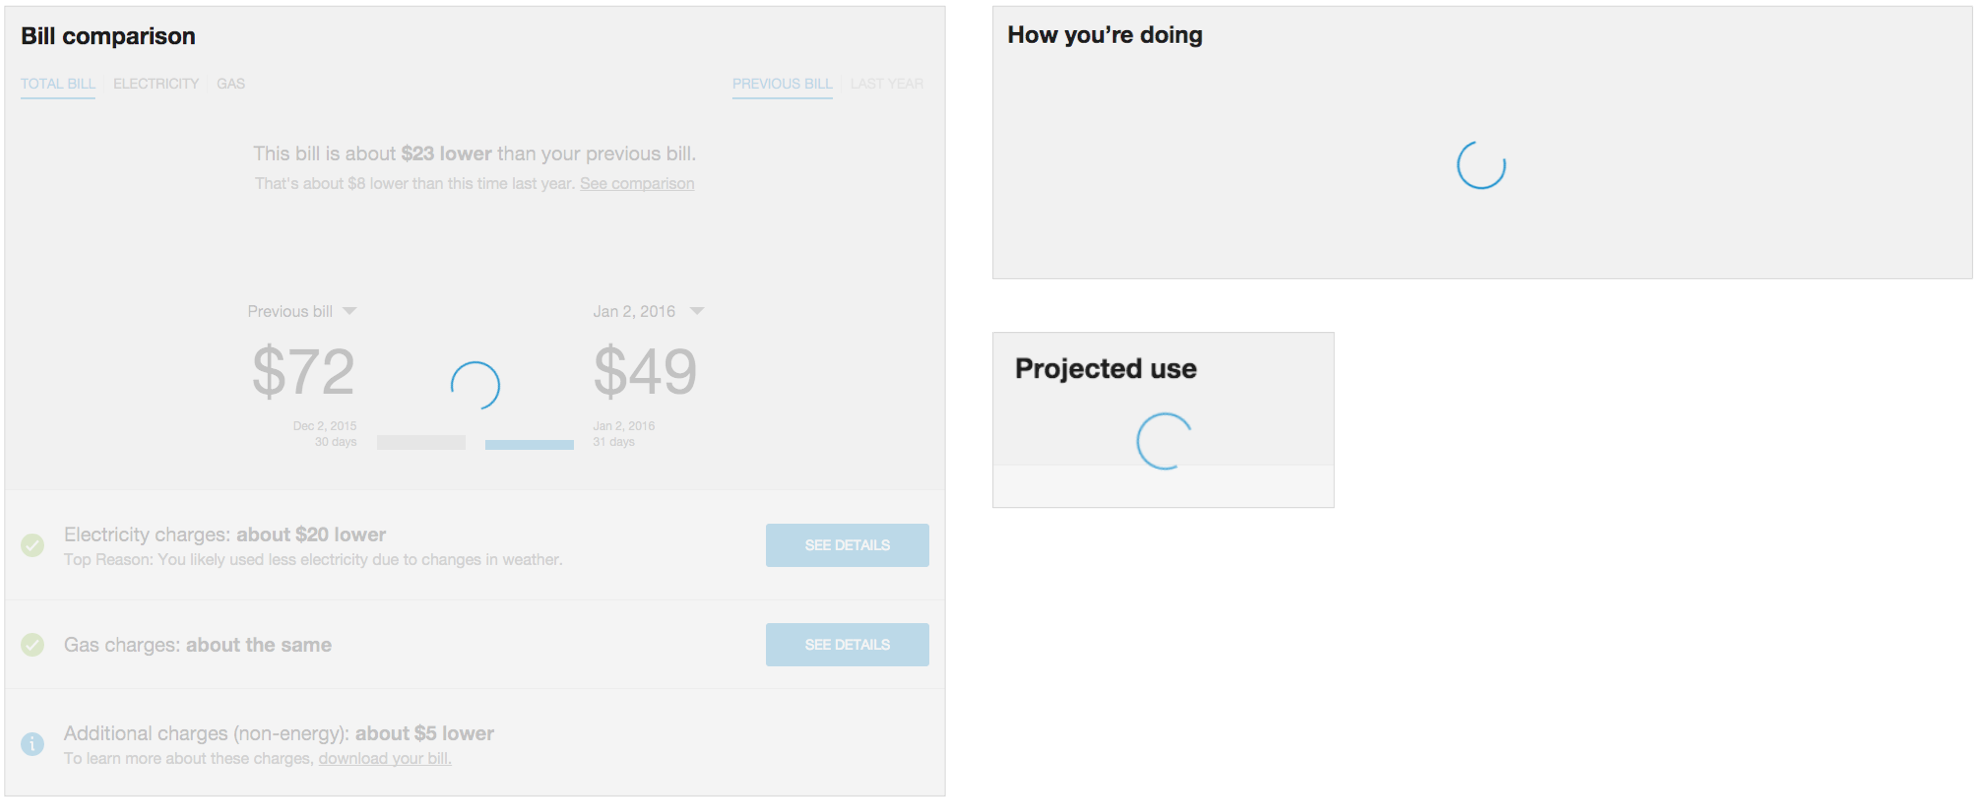 Bill comparison
TOTAL BILL ELECTRICITY GAS PREVIOUS BILL LAST YEAR
This bill is about $23 lower than your previous bill.
That's about $8 lower than this time last year. See comparison
Previous bill Jan 2, 2016
$72 $49
Dec 2, 2015 Jan 2, 2016
30 days 31 days
Electricity charges: about $20 lower
Top Reason: You likely used less electricity due to changes in weather.
SEE DETAILS
Gas charges: about the same
SEE DETAILS
Additional charges (non-energy): about $5 lower
To learn more about these charges, download your bill.
How you’re doing
Projected use